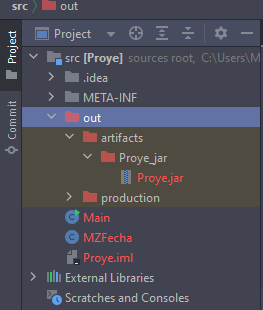 src > out
Project
Project
Commit
src [Proye] sources root, C:\Users\M
.idea
META-INF
out
artifacts
Proye_jar
Proye.jar
production
Main
MZFecha
Proye.iml
External Libraries
Scratches and Consoles